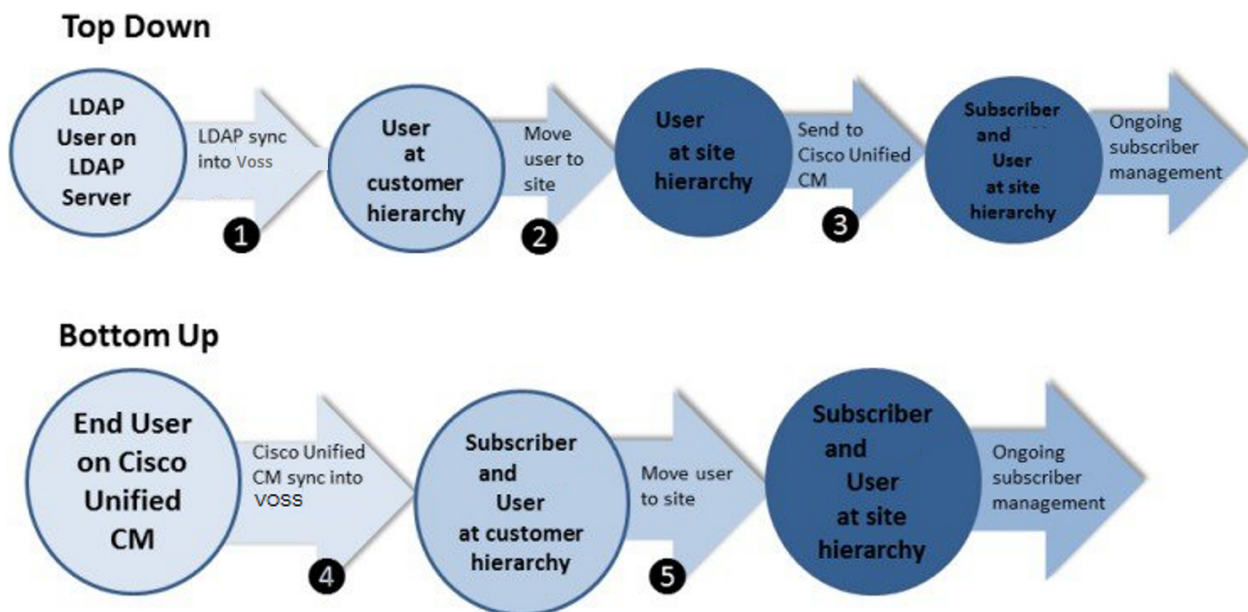 Top Down
LDAP
User on
LDAP
Server
LDAP sync
into Voss
1
User
at
customer
hierarchy
Move
user to
site
2
User
at site
hierarchy
Send to
Cisco Unified
CM
3
Subscriber
and
User
at site
hierarchy
Ongoing
subscriber
management
Bottom Up
End User
on Cisco
Unified
CM
Cisco Unified
CM sync into
VOSS
4
Subscriber
and
User
at customer
hierarchy
Move user
to site
5
Subscriber
and
User
at site
hierarchy
Ongoing
subscriber
management